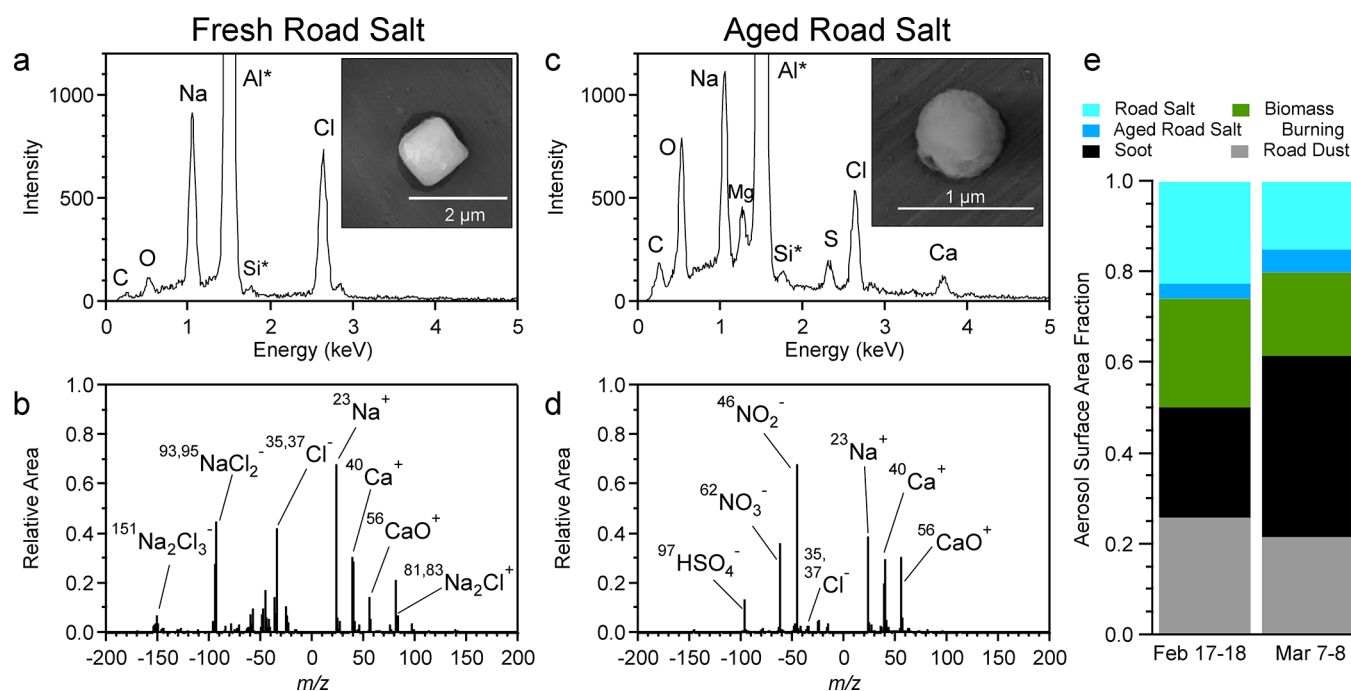 Fresh Road Salt
a
Intensity
1000
500
0
C
O
Na
Al*
Si*
Cl
2 µm
0 1 2 3 4 5
Energy (keV)
b
Relative Area
1.0
0.8
0.6
0.4
0.2
0.0
151Na2Cl3-
93,95NaCl2-
35,37Cl-
23Na+
40Ca+
56CaO+
81,83Na2Cl+
-200 -150 -100 -50 0 50 100 150 200
m/z
Aged Road Salt
c
Intensity
1000
500
0
C
O
Na
Mg
Al*
Si*
S
Cl
Ca
1 µm
0 1 2 3 4 5
Energy (keV)
d
Relative Area
1.0
0.8
0.6
0.4
0.2
0.0
97HSO4-
62NO3-
46NO2-
35,
37Cl-
23Na+
40Ca+
56CaO+
-200 -150 -100 -50 0 50 100 150 200
m/z
e
Road Salt
Aged Road Salt
Soot
Biomass
Burning
Road Dust
Aerosol Surface Area Fraction
1.0
0.8
0.6
0.4
0.2
0.0
Feb 17-18 Mar 7-8